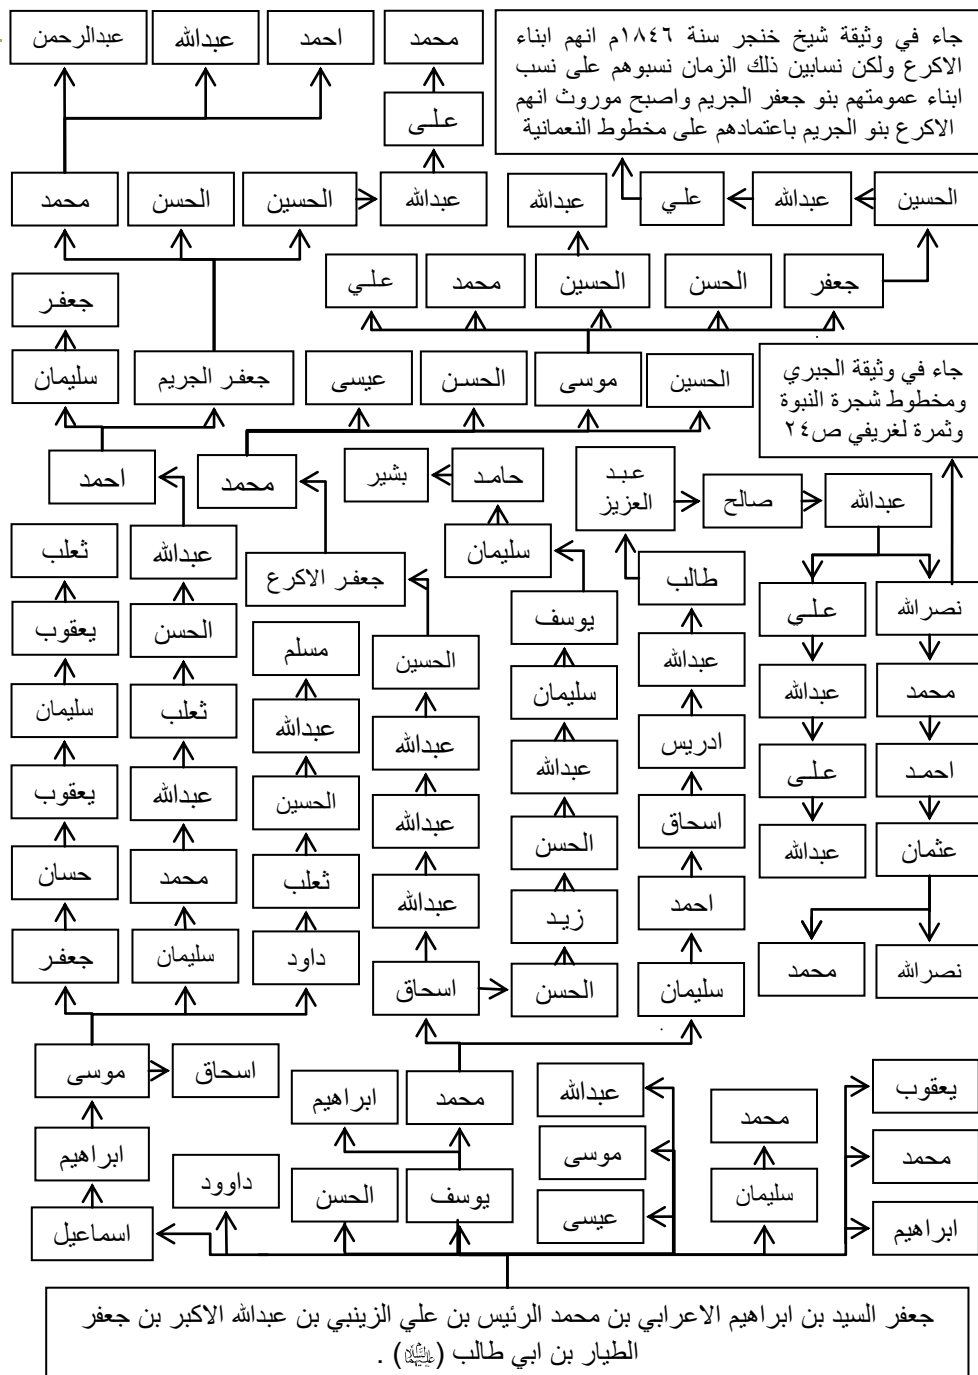 عبدالرحمن
عبدالله
احمد
محمد
جاء في وثيقة شيخ خنجر سنة ١٨٤٦م انهم ابناء
الاكرع ولكن نسابين ذلك الزمان نسبوهم على نسب
ابناء عمومتهم بنو جعفر الجريم واصبح موروث انهم
الاكرع بنو الجريم باعتمادهم على مخطوط النعمانية
علي
محمد
الحسن
الحسين
عبدالله
عبدالله
علي
عبدالله
الحسين
جعفر
علي
محمد
الحسين
الحسن
جعفر
سليمان
جعفر الجريم
عيسى
الحسن
موسى
الحسين
جاء في وثيقة الجبري
ومخطوط شجرة النبوة
وثمرة لغريفي ص٢٤
احمد
محمد
بشير
حامد
عبد
العزيز
صالح
عبدالله
ثعلب
عبدالله
جعفر الاكرع
سليمان
طالب
علي
نصرالله
يعقوب
الحسن
مسلم
الحسين
يوسف
عبدالله
سليمان
ثعلب
عبدالله
عبدالله
سليمان
ادريس
عبدالله
محمد
يعقوب
عبدالله
الحسين
عبدالله
عبدالله
اسحاق
علي
احمد
حسان
محمد
ثعلب
عبدالله
الحسن
احمد
عبدالله
عثمان
جعفر
سليمان
داود
اسحاق
زيد
الحسن
سليمان
محمد
نصرالله
موسى
اسحاق
ابراهيم
محمد
عبدالله
محمد
يعقوب
ابراهيم
داوود
الحسن
يوسف
موسى
سليمان
محمد
اسماعيل
عيسى
ابراهيم
جعفر السيد بن ابراهيم الاعرابي بن محمد الرئيس بن علي الزينبي بن عبدالله الاكبر بن جعفر
الطيار بن ابي طالب (عليهما السلام) .